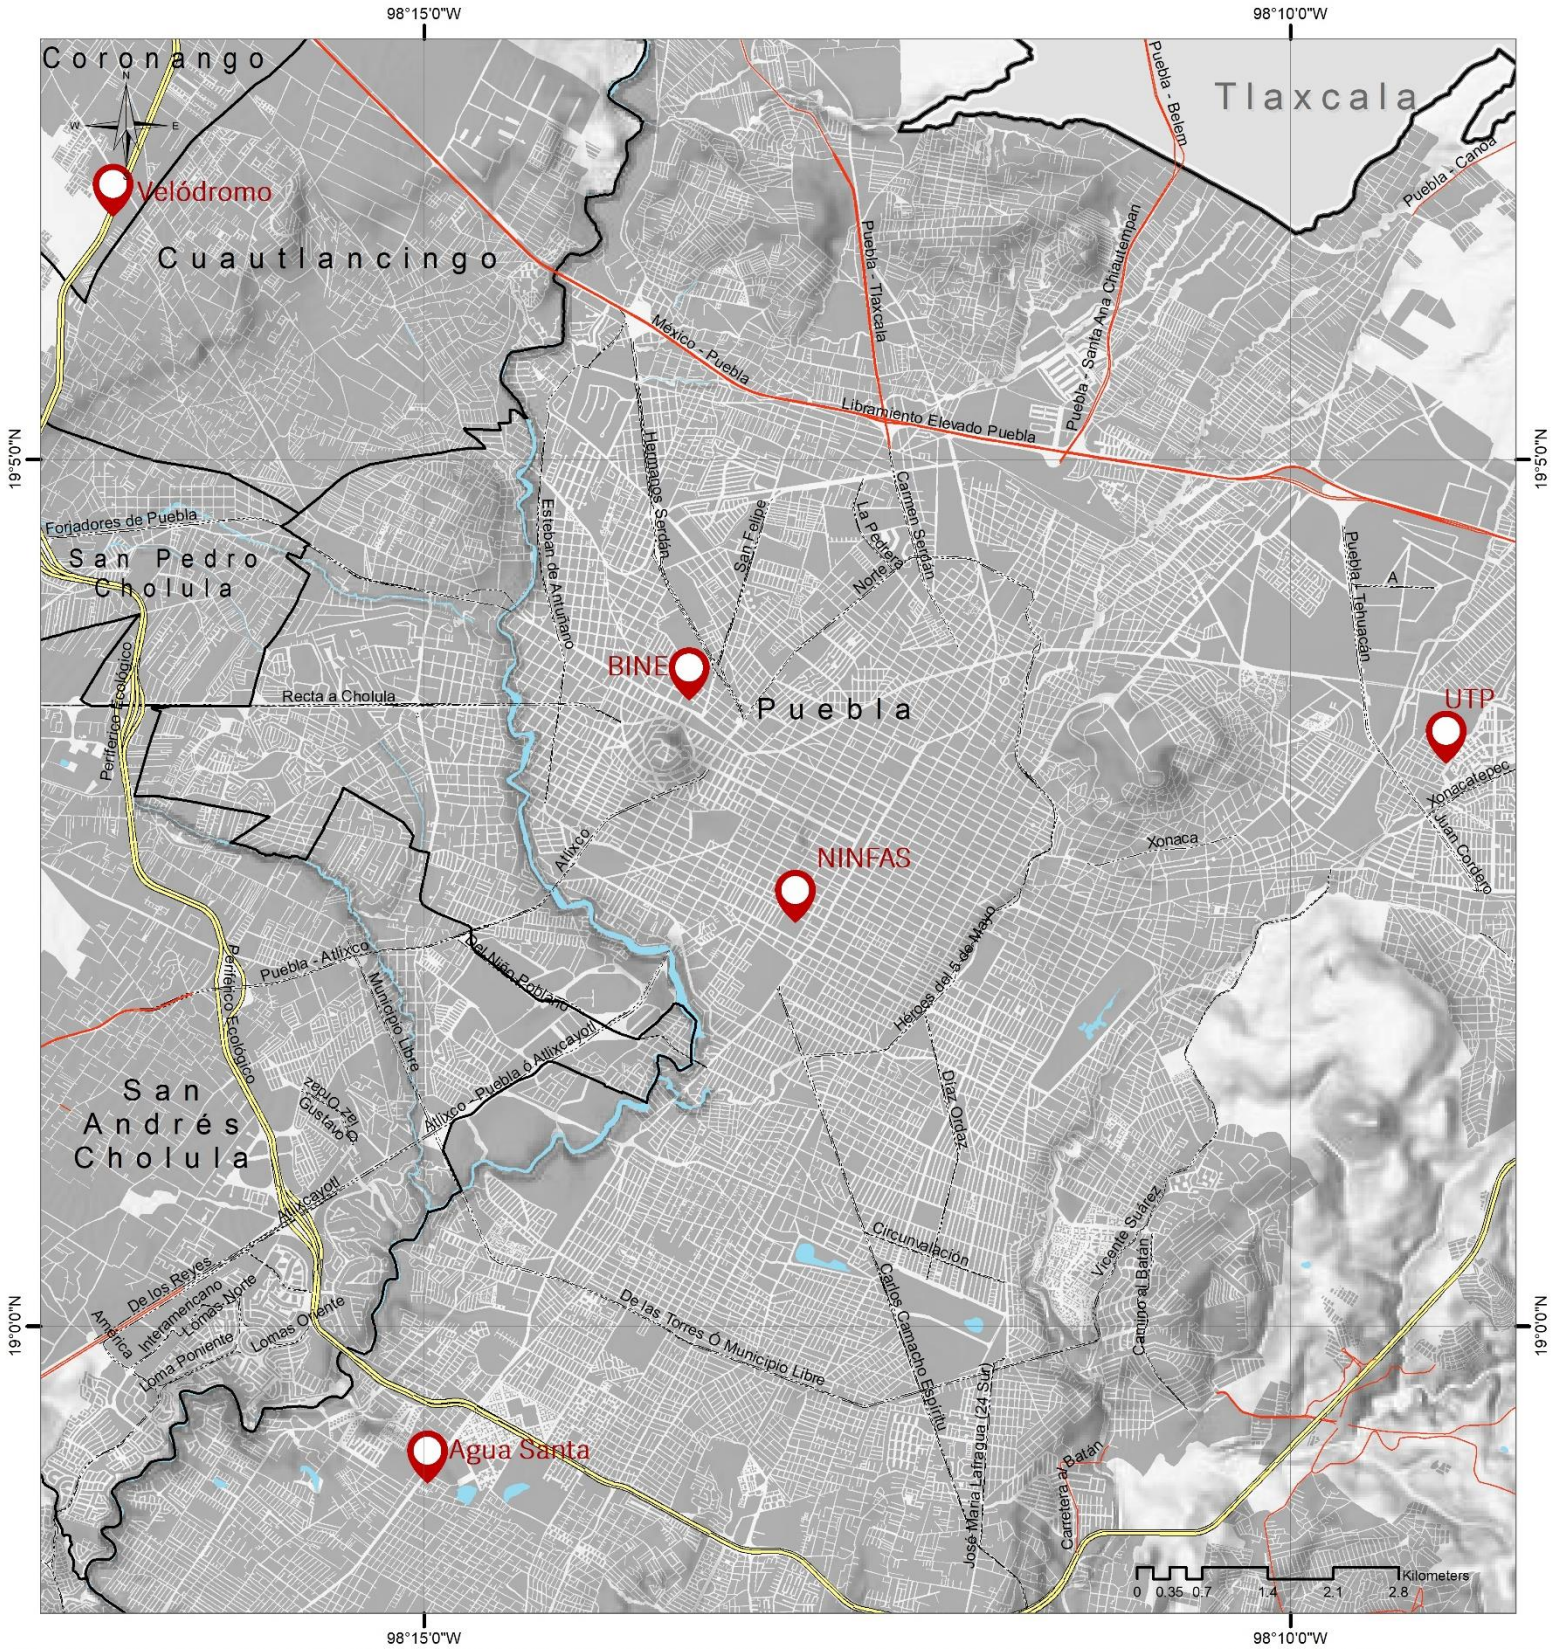 98°15'0"W
98°10'0"W
Coronango
N
W
E
Tlaxcala
Puebla - Belem
Puebla - Canoa
Velódromo
Cuautlancingo
Puebla - Tlaxcala
Puebla - Santa Ana Chiautempan
México - Puebla
Libramiento Elevado Puebla
19°5'0"N
19°5'0"N
Hermanos Serdán
Carmen Serdán
Esteban de Antuñano
San Felipe
La Pedrera
Norte
Forjadores de Puebla
San Pedro
Cholula
Puebla - Tehuacán
A
Periférico Ecológico
BINE
Recta a Cholula
Puebla
UTP
Xonacatepec
Juan Cordero
Atlixco
Xonaca
NINFAS
Puebla - Atlixco
Del Niño Poblano
Héroes del 5 de Mayo
Periférico Ecológico
Municipio Libre
Atlixco - Puebla ó Atlixcayotl
Díaz Ordaz
San
Andrés
Cholula
Gustavo
Díaz Ordaz
Atlixcayotl
Circunvalación
Vicente Suárez
Camino al Batán
De los Reyes
Interamericano
Lomas Norte
América
Loma Poniente
Lomas Oriente
De las Torres Ó Municipio Libre
Carlos Camacho Espíritu
19°0'0"N
19°0'0"N
José María Lafragua (24 Sur)
Carretera al Batán
Agua Santa
Kilometers
0 0.35 0.7 1.4 2.1 2.8
98°15'0"W
98°10'0"W